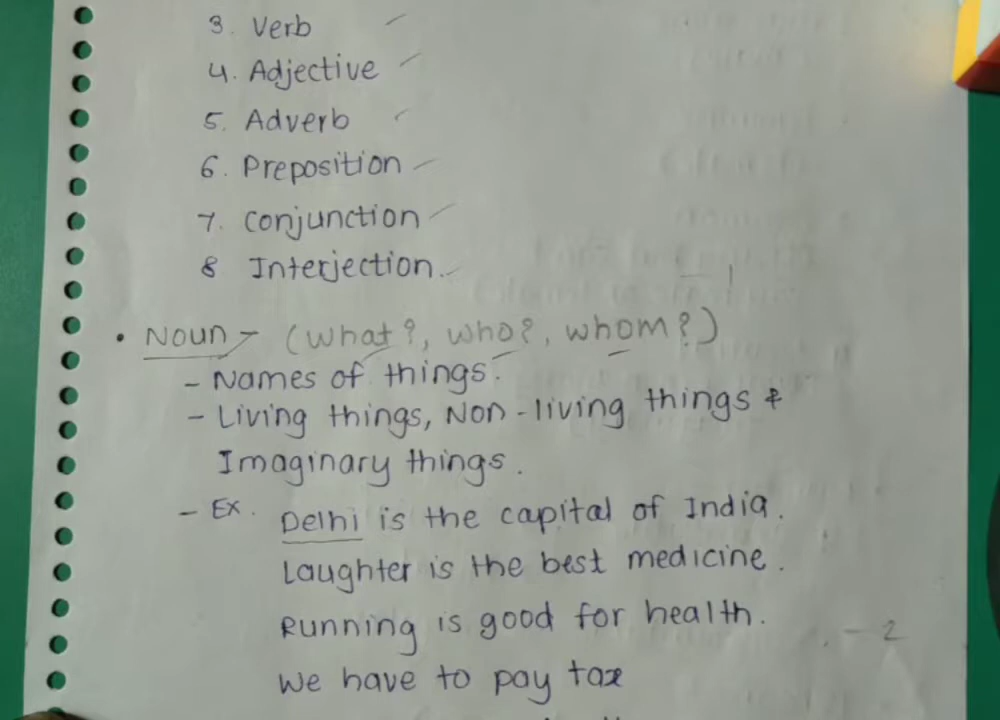 3. Verb
4. Adjective
5. Adverb
6. Preposition
7. Conjunction
8 Interjection.
- 1
• Noun - (What?, who?, whom?)
- Names of things.
- Living things, Non-living things &
Imaginary things.
- Ex. Delhi is the capital of India.
Laughter is the best medicine.
Running is good for health.
- 2
We have to pay tax